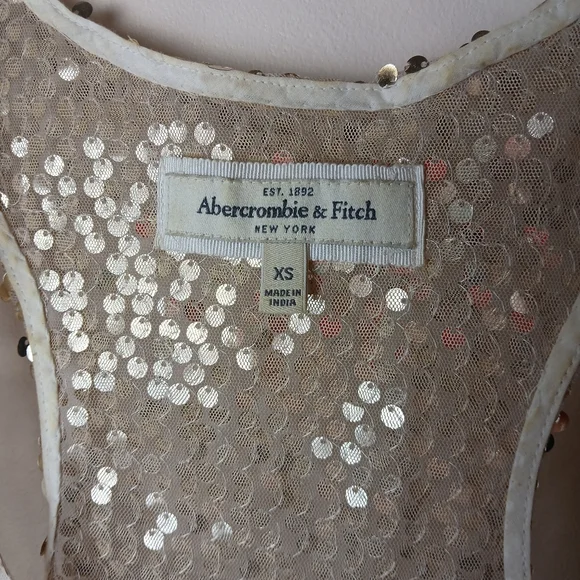 EST. 1892
Abercrombie & Fitch
NEW YORK
XS
MADE IN
INDIA